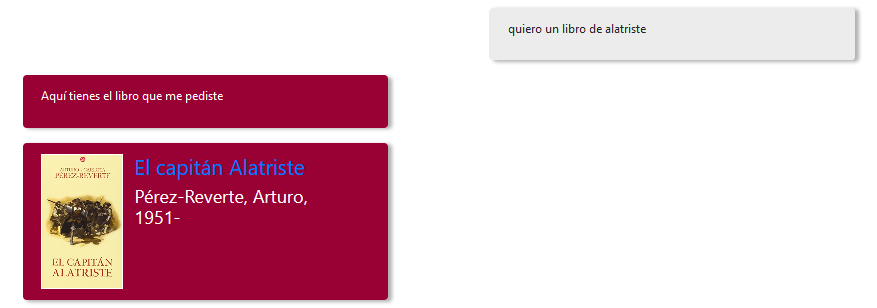 quiero un libro de alatriste
Aquí tienes el libro que me pediste
El capitán Alatriste
Pérez-Reverte, Arturo,
1951-
PÉREZ-REVERTE
EL CAPITÁN
ALATRISTE